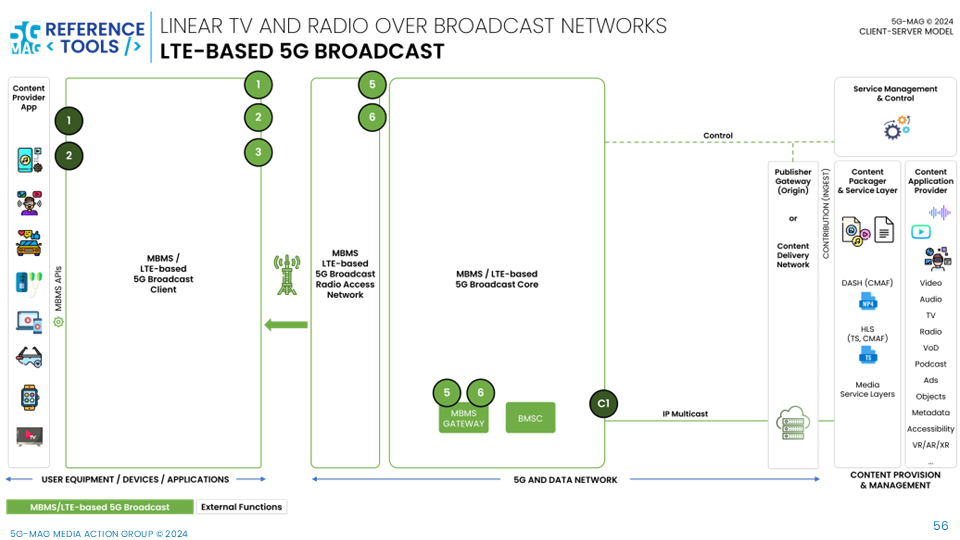 5G MAG REFERENCE
< TOOLS />
LINEAR TV AND RADIO OVER BROADCAST NETWORKS
LTE-BASED 5G BROADCAST
5G-MAG © 2024
CLIENT-SERVER MODEL
Content
Provider
App
1
2
MBMS APIs
MBMS /
LTE-based
5G Broadcast
Client
1
2
3
MBMS
LTE-based
5G Broadcast
Radio Access
Network
5
6
MBMS / LTE-based
5G Broadcast Core
5
6
MBMS
GATEWAY
BMSC
C1
Control
IP Multicast
Publisher
Gateway
(Origin)
or
Content
Delivery
Network
CONTRIBUTION (INGEST)
Service Management
& Control
Content
Packager
& Service Layer
DASH (CMAF)
MP4
HLS
(TS, CMAF)
TS
Media
Service Layers
Content
Application
Provider
Video
Audio
TV
Radio
VoD
Podcast
Ads
Objects
Metadata
Accessibility
VR/AR/XR
...
USER EQUIPMENT / DEVICES / APPLICATIONS
5G AND DATA NETWORK
CONTENT PROVISION
& MANAGEMENT
MBMS/LTE-based 5G Broadcast
External Functions
5G-MAG MEDIA ACTION GROUP © 2024
56